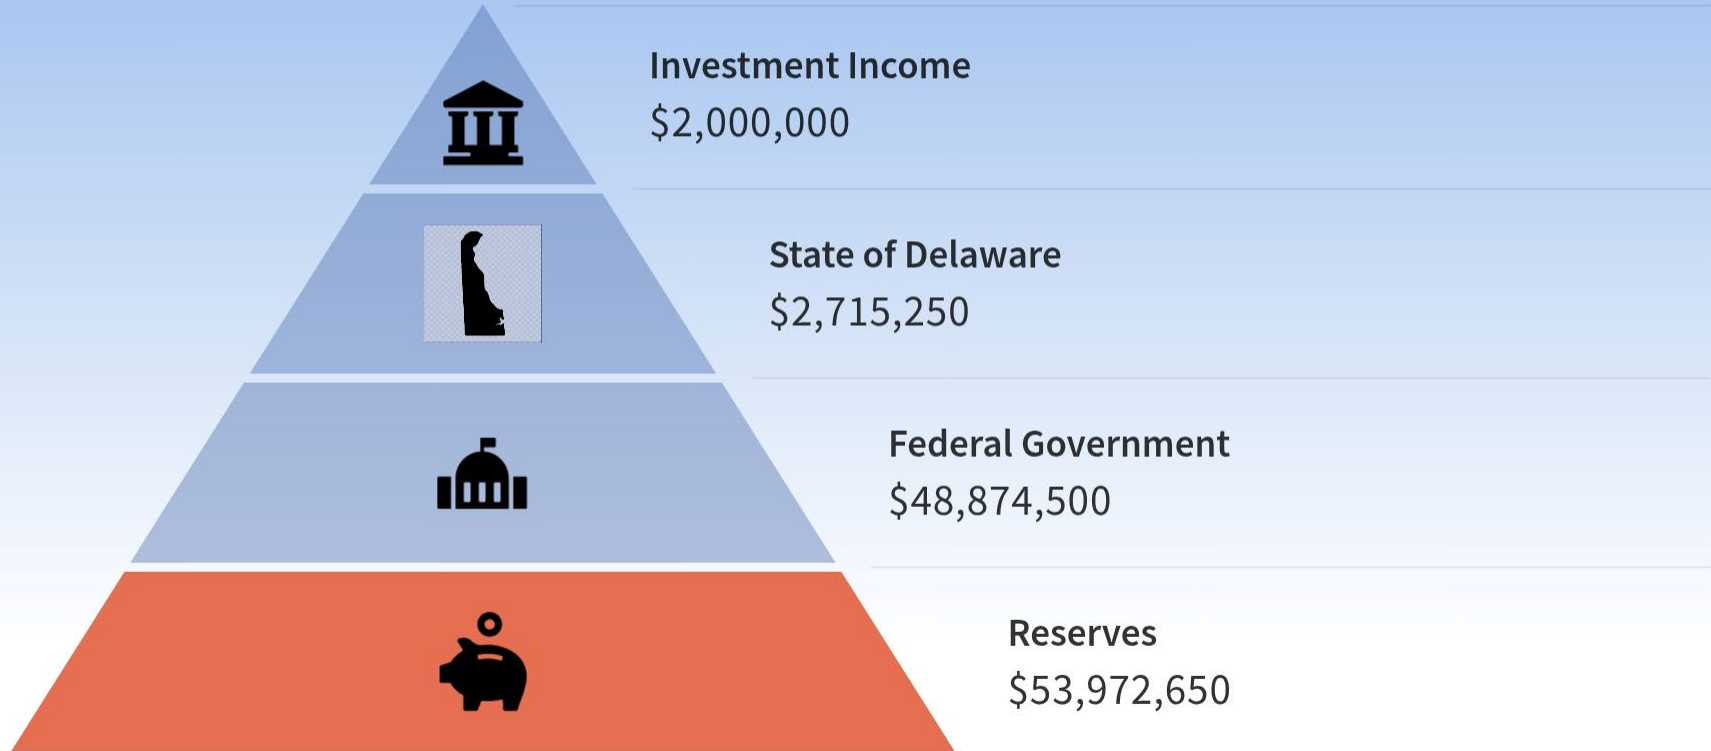 Investment Income
$2,000,000
State of Delaware
$2,715,250
Federal Government
$48,874,500
Reserves
$53,972,650